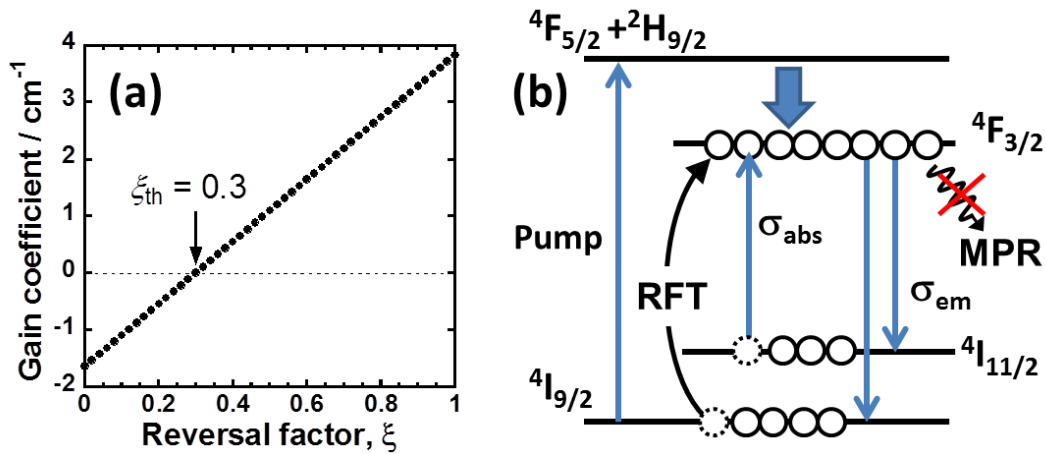 (a)
Gain coefficient / cm⁻¹
4
3
2
1
0
-1
-2
ξth = 0.3
0
0.2
0.4
0.6
0.8
1
Reversal factor, ξ
(b)
⁴F5/2 + ²H9/2
⁴F3/2
Pump
σabs
MPR
RFT
σem
⁴I11/2
⁴I9/2